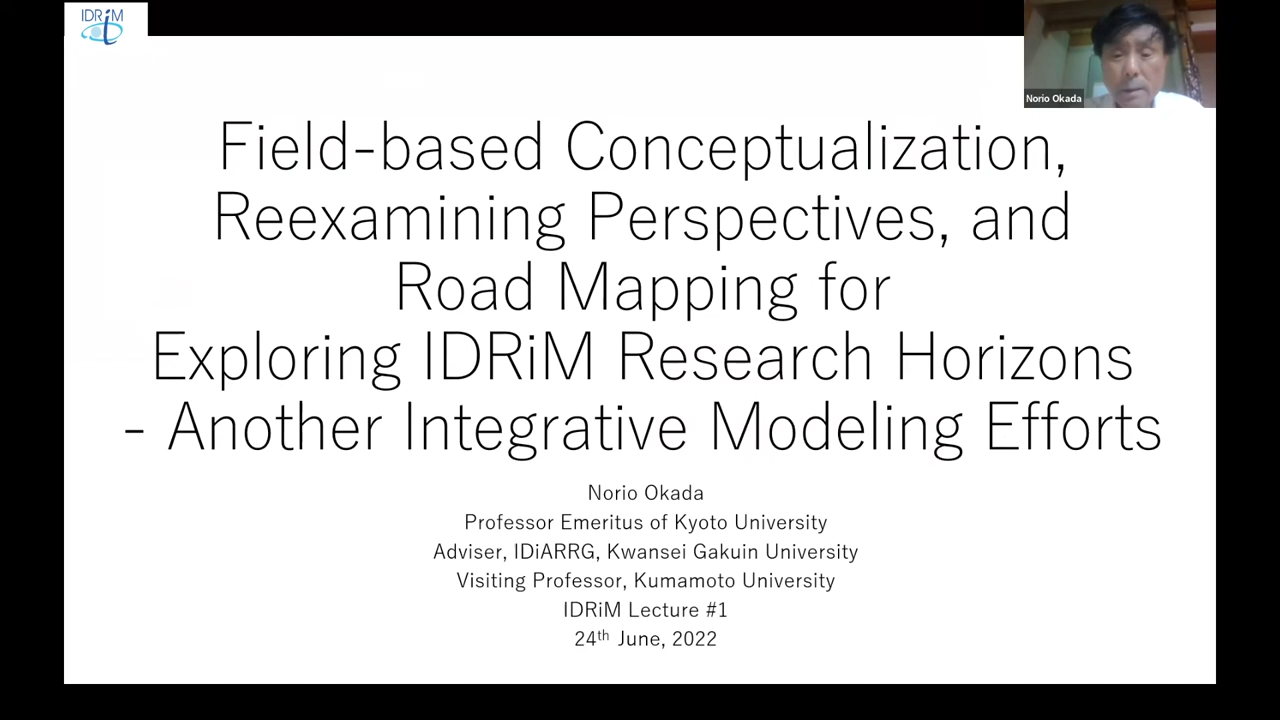 IDRiM
Norio Okada
Field-based Conceptualization,
Reexamining Perspectives, and
Road Mapping for
Exploring IDRiM Research Horizons
- Another Integrative Modeling Efforts
Norio Okada
Professor Emeritus of Kyoto University
Adviser, IDiARRG, Kwansei Gakuin University
Visiting Professor, Kumamoto University
IDRiM Lecture #1
24th June, 2022